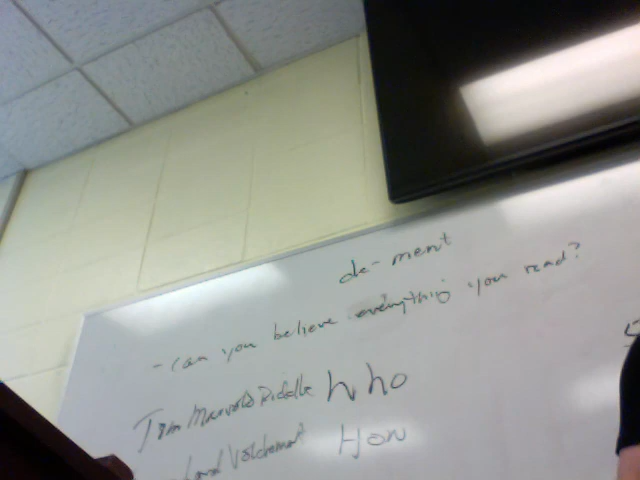 de-ment
- can you believe everything you read?
Tom Marvolo Riddle Who
Lord Voldemort How